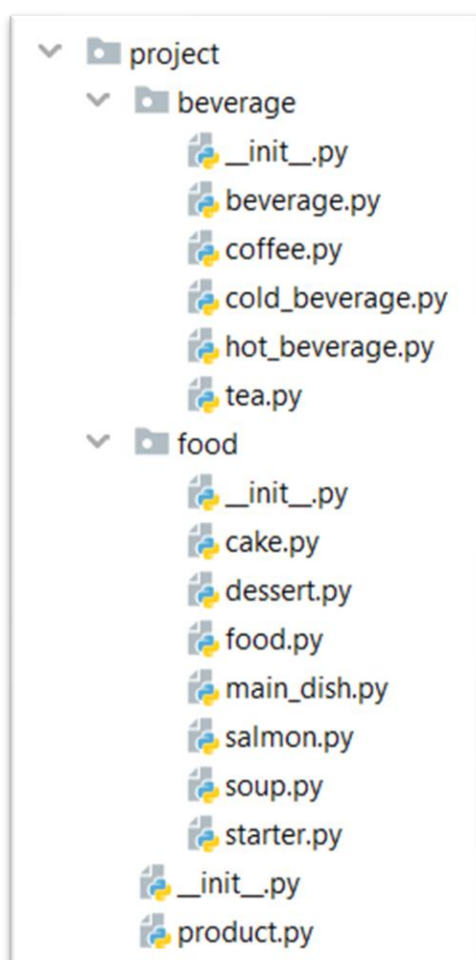 project
beverage
__init__.py
beverage.py
coffee.py
cold_beverage.py
hot_beverage.py
tea.py
food
__init__.py
cake.py
dessert.py
food.py
main_dish.py
salmon.py
soup.py
starter.py
__init__.py
product.py